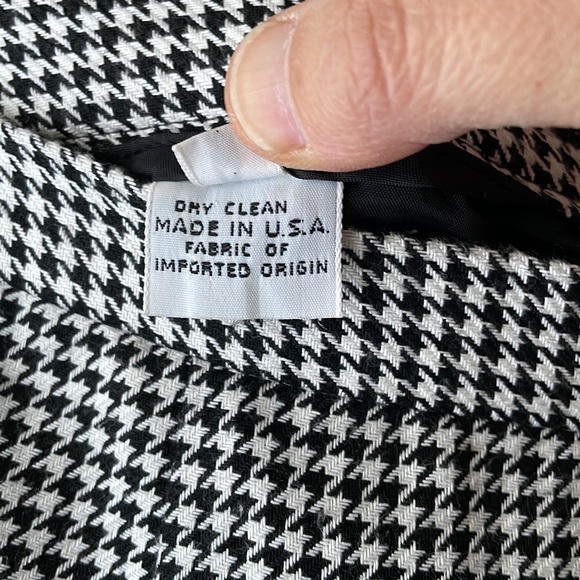 DRY CLEAN
MADE IN U.S.A.
FABRIC OF
IMPORTED ORIGIN